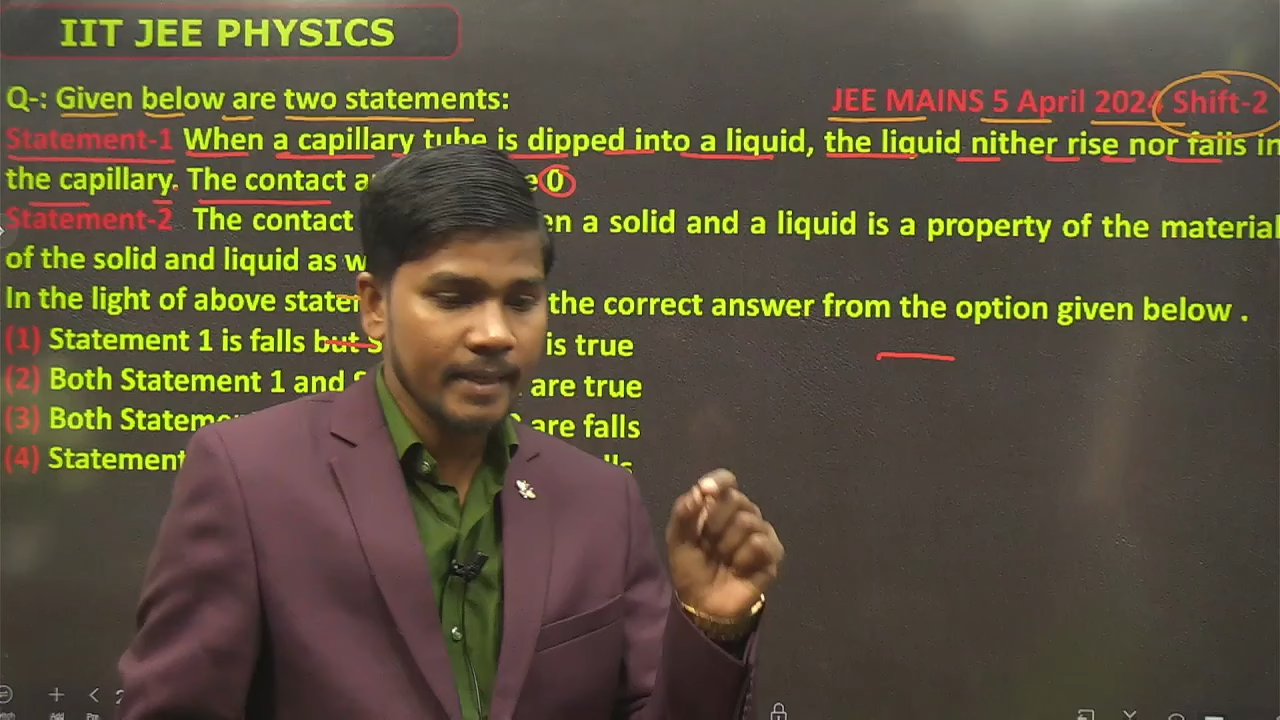 IIT JEE PHYSICS
Q-: Given below are two statements:
JEE MAINS 5 April 2024 Shift-2
Statement-1 When a capillary tube is dipped into a liquid, the liquid nither rise nor falls in
the capillary. The contact 0
Statement-2 The contact a solid and a liquid is a property of the material
of the solid and liquid as
In the light of above the correct answer from the option given below .
(1) Statement 1 is falls but is true
(2) Both Statement 1 and are true
(3) Both are falls
(4) Statement